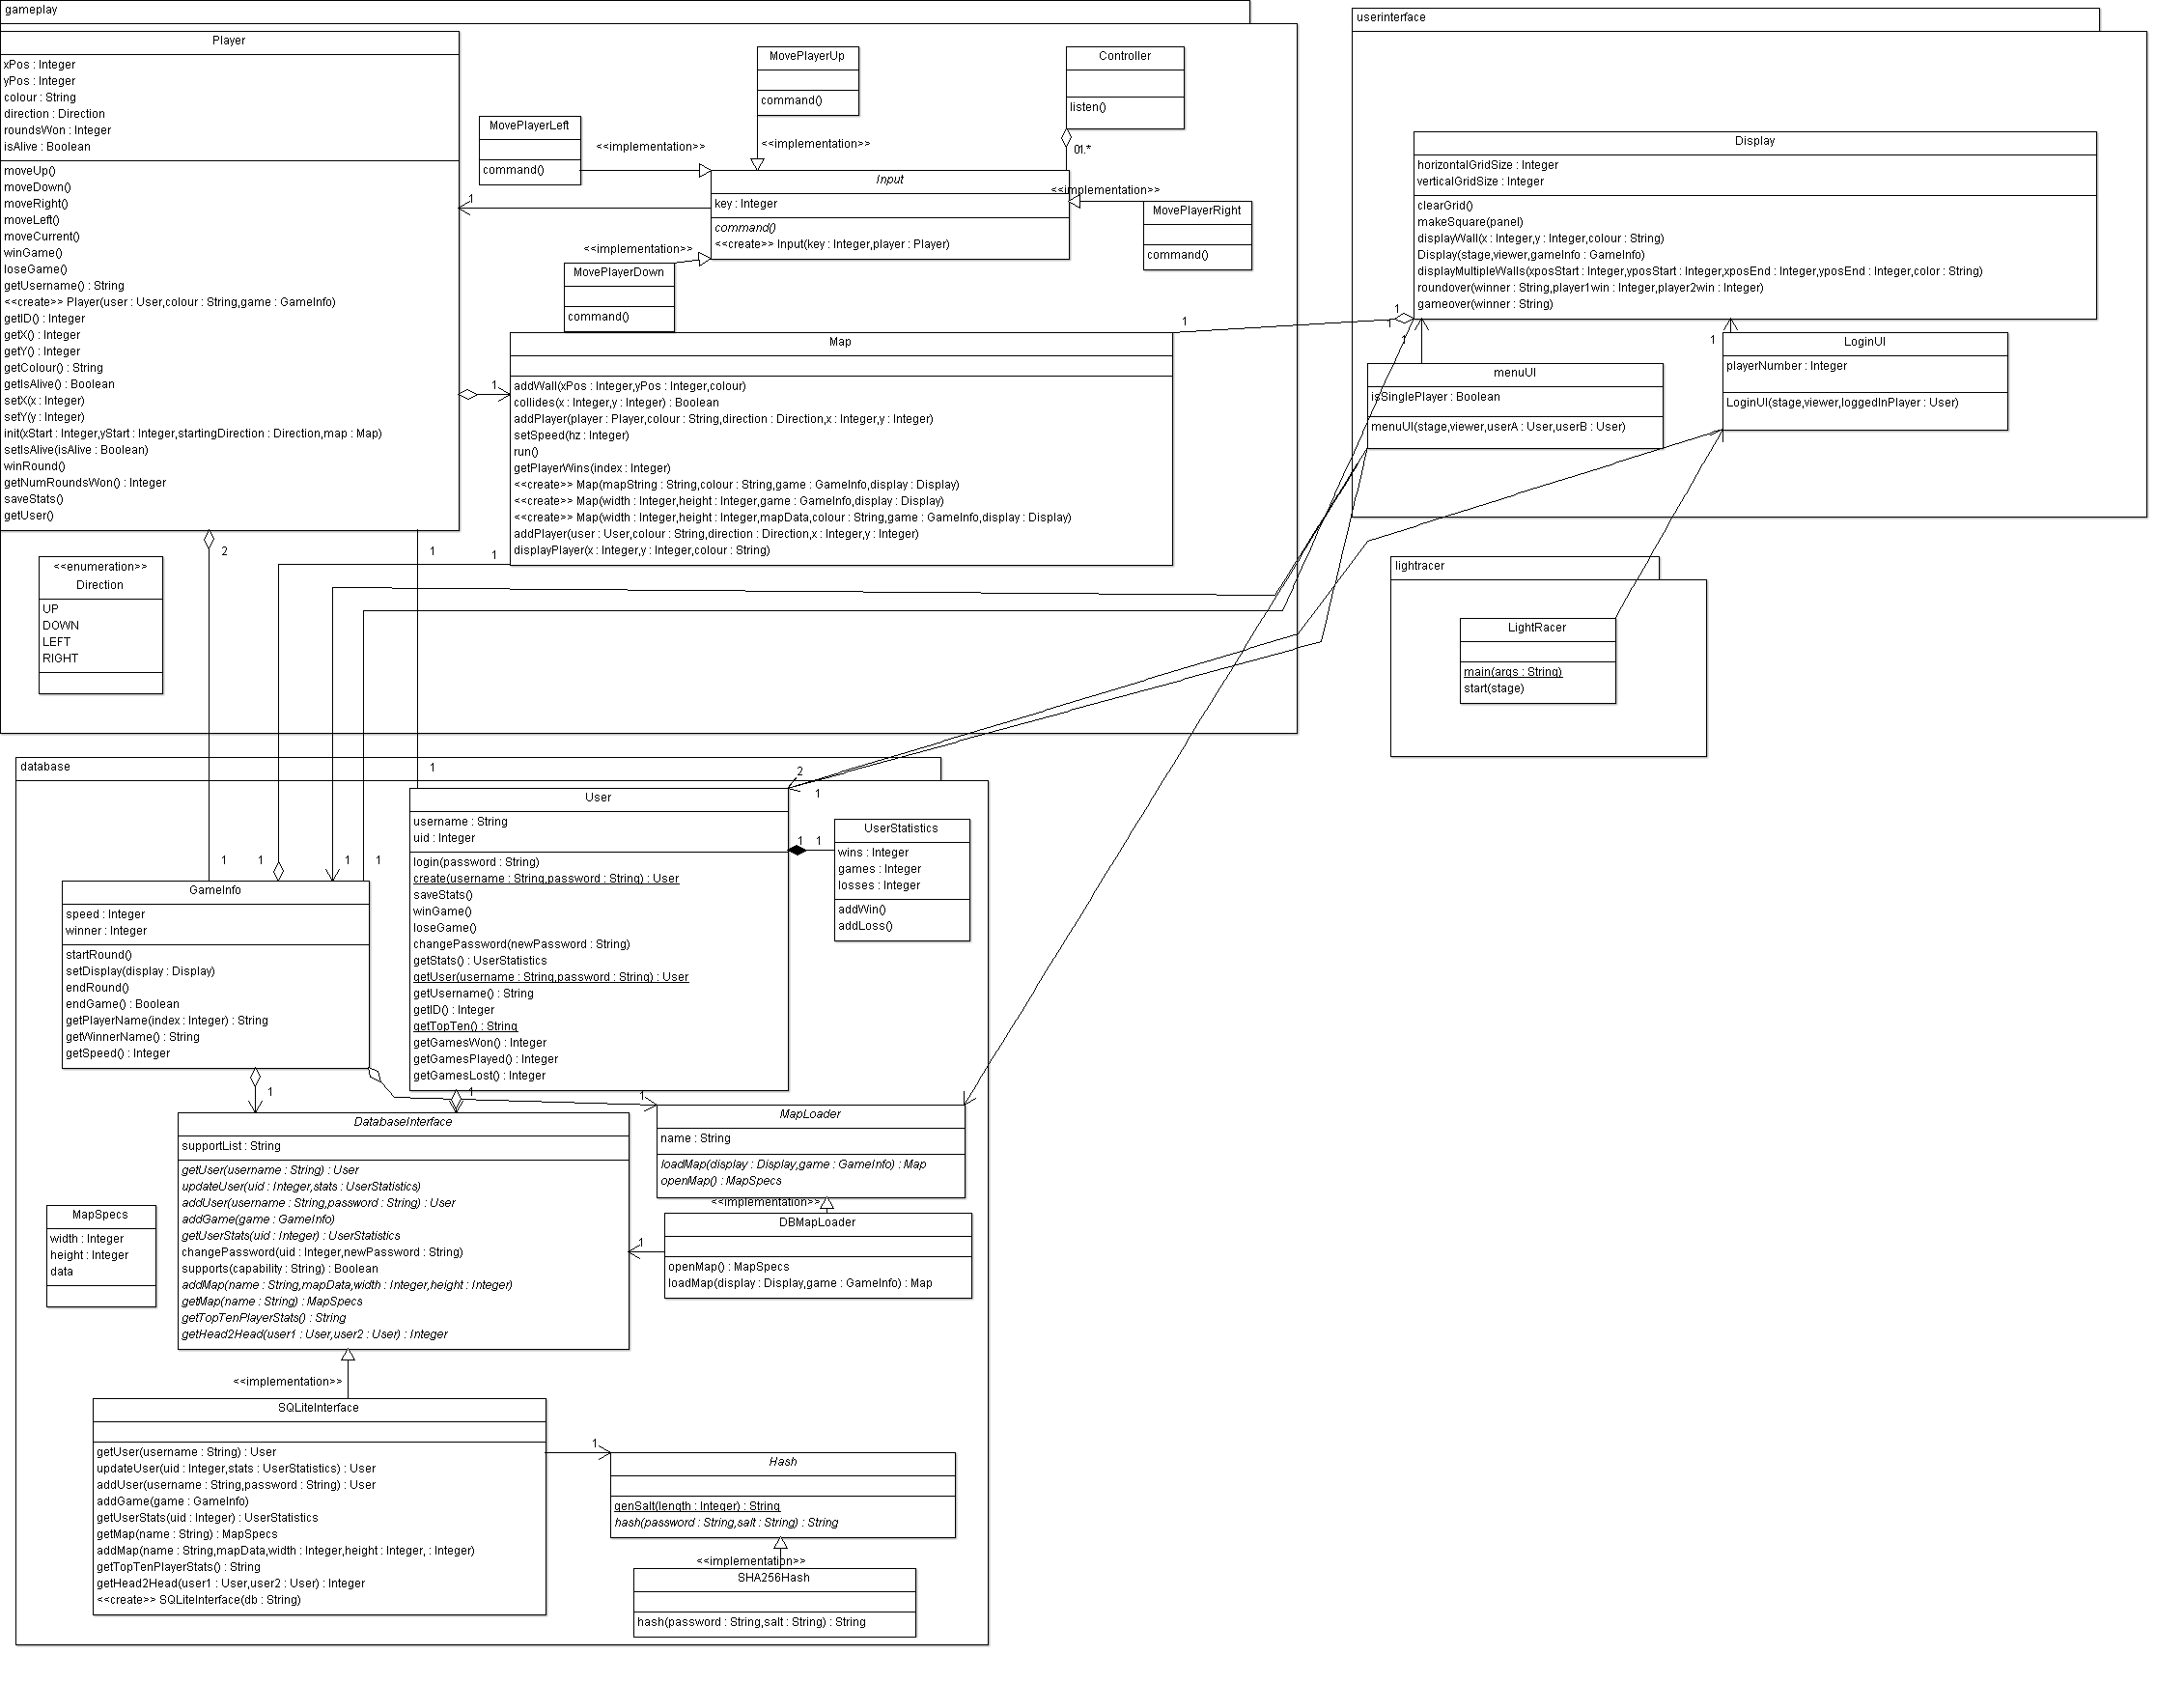 gameplay
Player
xPos : Integer
yPos : Integer
colour : String
direction : Direction
roundsWon : Integer
isAlive : Boolean
moveUp()
moveDown()
moveRight()
moveLeft()
moveCurrent()
winGame()
loseGame()
getUsername() : String
<<create>> Player(user : User,colour : String,game : GameInfo)
getID() : Integer
getX() : Integer
getY() : Integer
getColour() : String
getIsAlive() : Boolean
setX(x : Integer)
setY(y : Integer)
init(xStart : Integer,yStart : Integer,startingDirection : Direction,map : Map)
setIsAlive(isAlive : Boolean)
winRound()
getNumRoundsWon() : Integer
saveStats()
getUser()
MovePlayerLeft
command()
<<implementation>>
MovePlayerUp
command()
<<implementation>>
Controller
listen()
01.*
Input
key : Integer
command()
<<create>> Input(key : Integer,player : Player)
1
<<implementation>>
MovePlayerRight
command()
<<implementation>>
MovePlayerDown
command()
Map
addWall(xPos : Integer,yPos : Integer,colour)
collides(x : Integer,y : Integer) : Boolean
addPlayer(player : Player,colour : String,direction : Direction,x : Integer,y : Integer)
setSpeed(hz : Integer)
run()
getPlayerWins(index : Integer)
<<create>> Map(mapString : String,colour : String,game : GameInfo,display : Display)
<<create>> Map(width : Integer,height : Integer,game : GameInfo,display : Display)
<<create>> Map(width : Integer,height : Integer,mapData,colour : String,game : GameInfo,display : Display)
addPlayer(user : User,colour : String,direction : Direction,x : Integer,y : Integer)
displayPlayer(x : Integer,y : Integer,colour : String)
1
1
1
2
1
<<enumeration>>
Direction
UP
DOWN
LEFT
RIGHT
userinterface
Display
horizontalGridSize : Integer
verticalGridSize : Integer
clearGrid()
makeSquare(panel)
displayWall(x : Integer,y : Integer,colour : String)
Display(stage,viewer,gameInfo : GameInfo)
displayMultipleWalls(xposStart : Integer,yposStart : Integer,xposEnd : Integer,yposEnd : Integer,color : String)
roundover(winner : String,player1win : Integer,player2win : Integer)
gameover(winner : String)
1
1
1
1
menuUI
isSinglePlayer : Boolean
menuUI(stage,viewer,userA : User,userB : User)
LoginUI
playerNumber : Integer
LoginUI(stage,viewer,loggedInPlayer : User)
lightracer
LightRacer
main(args : String)
start(stage)
database
1
2
1
User
username : String
uid : Integer
login(password : String)
create(username : String,password : String) : User
saveStats()
winGame()
loseGame()
changePassword(newPassword : String)
getStats() : UserStatistics
getUser(username : String,password : String) : User
getUsername() : String
getID() : Integer
getTopTen() : String
getGamesWon() : Integer
getGamesPlayed() : Integer
getGamesLost() : Integer
1
1
UserStatistics
wins : Integer
games : Integer
losses : Integer
addWin()
addLoss()
1
1
1
1
GameInfo
speed : Integer
winner : Integer
startRound()
setDisplay(display : Display)
endRound()
endGame() : Boolean
getPlayerName(index : Integer) : String
getWinnerName() : String
getSpeed() : Integer
1
1
1
DatabaseInterface
supportList : String
getUser(username : String) : User
updateUser(uid : Integer,stats : UserStatistics)
addUser(username : String,password : String) : User
addGame(game : GameInfo)
getUserStats(uid : Integer) : UserStatistics
changePassword(uid : Integer,newPassword : String)
supports(capability : String) : Boolean
addMap(name : String,mapData,width : Integer,height : Integer)
getMap(name : String) : MapSpecs
getTopTenPlayerStats() : String
getHead2Head(user1 : User,user2 : User) : Integer
MapLoader
name : String
loadMap(display : Display,game : GameInfo) : Map
openMap() : MapSpecs
<<implementation>>
DBMapLoader
openMap() : MapSpecs
loadMap(display : Display,game : GameInfo) : Map
1
MapSpecs
width : Integer
height : Integer
data
<<implementation>>
SQLiteInterface
getUser(username : String) : User
updateUser(uid : Integer,stats : UserStatistics) : User
addUser(username : String,password : String) : User
addGame(game : GameInfo)
getUserStats(uid : Integer) : UserStatistics
getMap(name : String) : MapSpecs
addMap(name : String,mapData,width : Integer,height : Integer, : Integer)
getTopTenPlayerStats() : String
getHead2Head(user1 : User,user2 : User) : Integer
<<create>> SQLiteInterface(db : String)
1
Hash
genSalt(length : Integer) : String
hash(password : String,salt : String) : String
<<implementation>>
SHA256Hash
hash(password : String,salt : String) : String